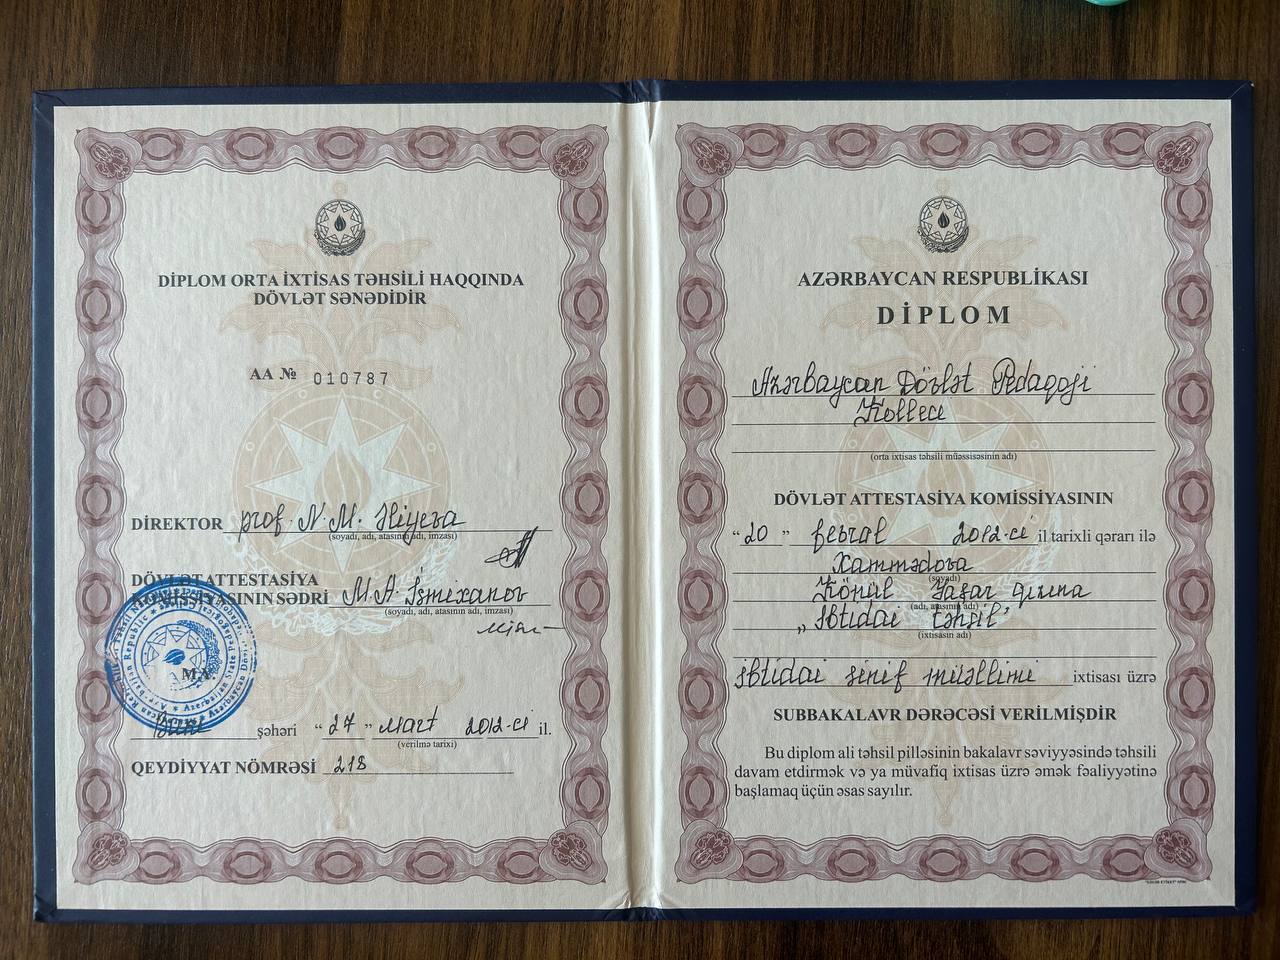 DİPLOM ORTA İXTİSAS TƏHSİLİ HAQQINDA
DÖVLƏT SƏNƏDİDİR
AA № 010787
DİREKTOR prof. N.M. Əliyeva
(soyadı, adı, atasının adı, imzası)
DÖVLƏT ATTESTASİYA
KOMİSSİYASININ SƏDRİ M.A. İsmixanov
(soyadı, adı, atasının adı, imzası)
M.Y.
Bakı şəhəri “27” Mart 2012-ci il.
(verilmə tarixi)
QEYDİYYAT NÖMRƏSİ 218
AZƏRBAYCAN RESPUBLİKASI
DİPLOM
Azərbaycan Dövlət Pedaqoji
Kolleci
(orta ixtisas təhsili müəssisəsinin adı)
DÖVLƏT ATTESTASİYA KOMİSSİYASININ
“20” fevral 2012-ci il tarixli qərarı ilə
Xammədova
(soyadı)
Könül Cəfər qızına
(adı, atasının adı)
„İbtidai təhsil”
(ixtisasın adı)
ibtidai sinif müəllimi ixtisası üzrə
SUBBAKALAVR DƏRƏCƏSİ VERİLMİŞDİR
Bu diplom ali təhsil pilləsinin bakalavr səviyyəsində təhsili
davam etdirmək və ya müvafiq ixtisas üzrə əmək fəaliyyətinə
başlamaq üçün əsas sayılır.